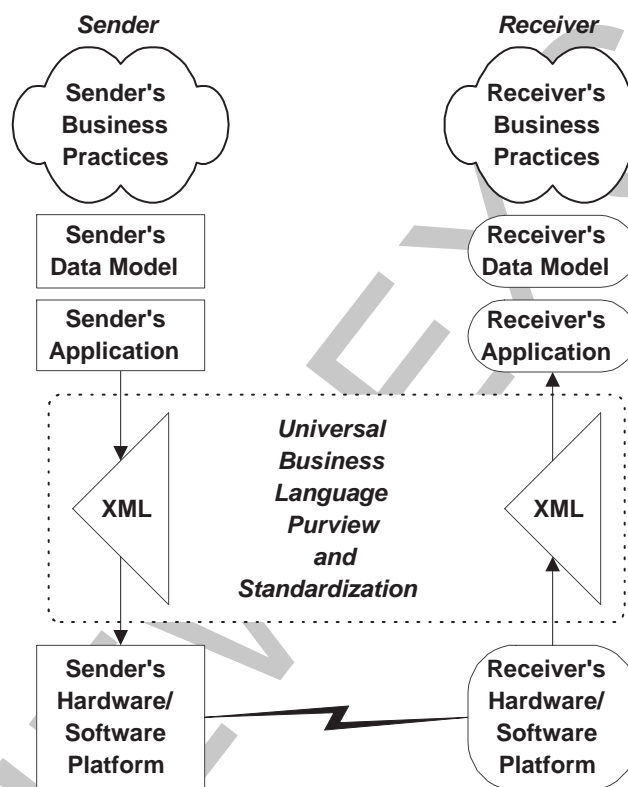 Sender
Receiver
Sender's
Business
Practices
Receiver's
Business
Practices
Sender's
Data Model
Receiver's
Data Model
Sender's
Application
Receiver's
Application
Universal
Business
Language
Purview
and
Standardization
XML
XML
Sender's
Hardware/
Software
Platform
Receiver's
Hardware/
Software
Platform